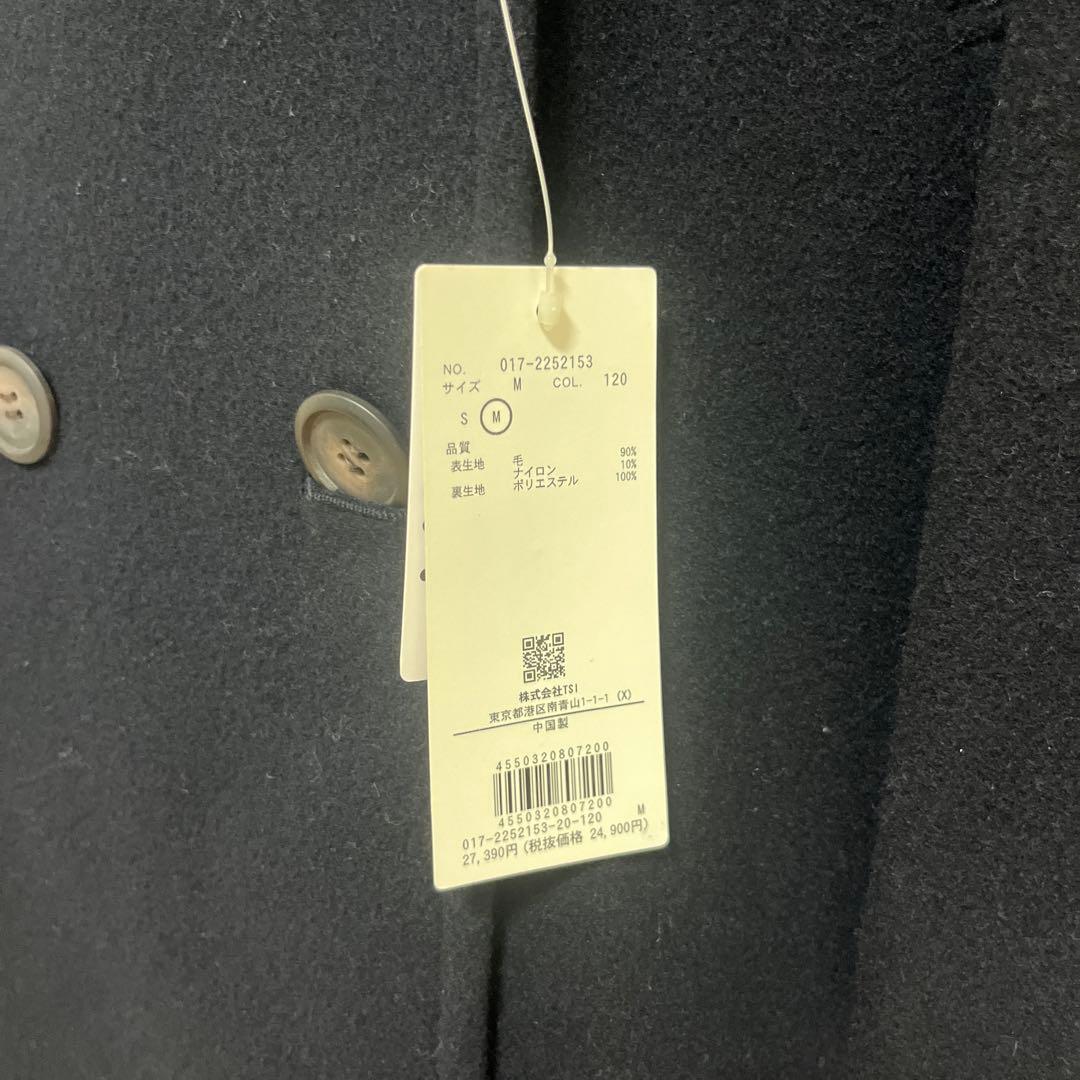 NO. 017-2252153
サイズ M COL. 120
S M
品質
表生地 毛 90%
ナイロン 10%
裏生地 ポリエステル 100%
株式会社TSI
東京都港区南青山1-1-1 (X)
中国製
4550320807200
4550320807200
017-2252153-20-120 M
27,390円(税抜価格 24,900円)